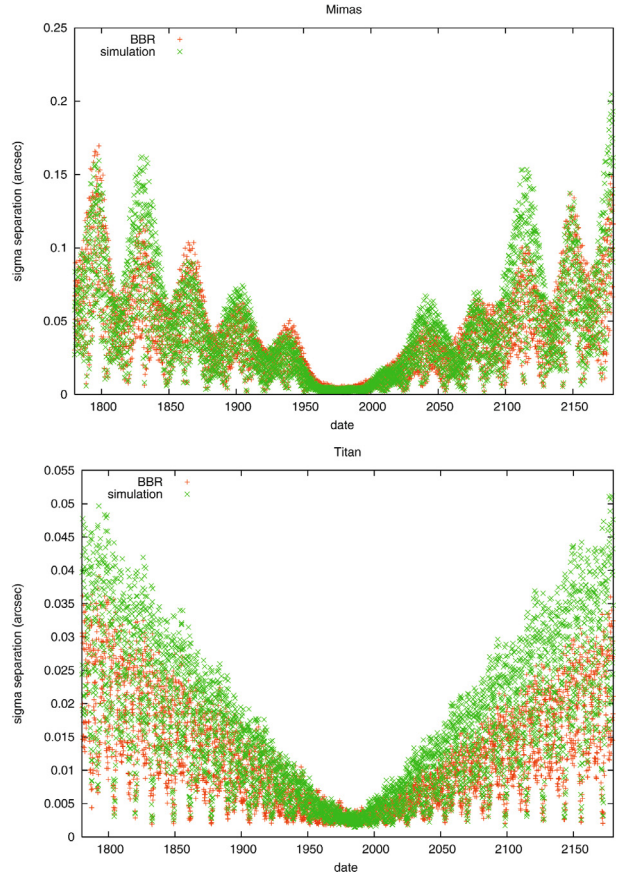 Mimas
0.25
BBR +
simulation ×
0.2
0.15
0.1
0.05
0
sigma separation (arcsec)
1800 1850 1900 1950 2000 2050 2100 2150
date
Titan
0.055
BBR +
simulation ×
0.05
0.045
0.04
0.035
0.03
0.025
0.02
0.015
0.01
0.005
0
sigma separation (arcsec)
1800 1850 1900 1950 2000 2050 2100 2150
date